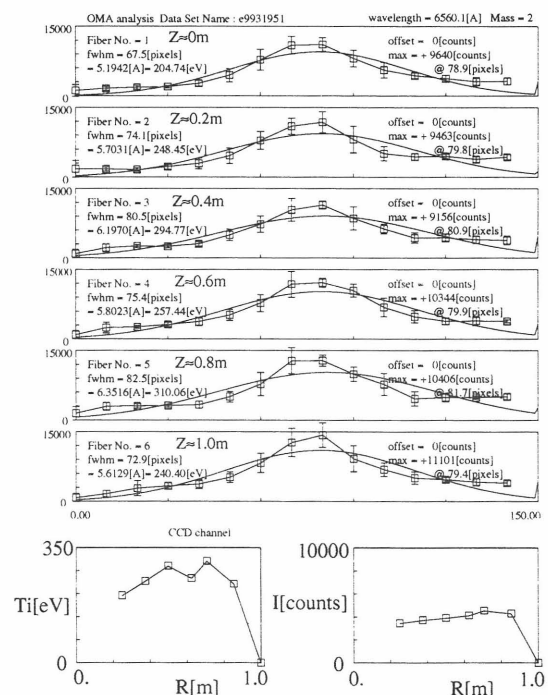 OMA analysis Data Set Name : e9931951 wavelength = 6560.1[A] Mass = 2
15000
Fiber No. = 1 Z≈0m offset = 0[counts]
fwhm = 67.5[pixels] max = + 9640[counts]
= 5.1942[A]= 204.74[eV] @ 78.9[pixels]
0
15000
Fiber No. = 2 Z≈0.2m offset = 0[counts]
fwhm = 74.1[pixels] max = + 9463[counts]
= 5.7031[A]= 248.45[eV] @ 79.8[pixels]
0
15000
Fiber No. = 3 Z≈0.4m offset = 0[counts]
fwhm = 80.5[pixels] max = + 9156[counts]
= 6.1970[A]= 294.77[eV] @ 80.9[pixels]
0
15000
Fiber No. = 4 Z≈0.6m offset = 0[counts]
fwhm = 75.4[pixels] max = +10344[counts]
= 5.8023[A]= 257.44[eV] @ 79.9[pixels]
0
15000
Fiber No. = 5 Z≈0.8m offset = 0[counts]
fwhm = 82.5[pixels] max = +10406[counts]
= 6.3516[A]= 310.06[eV] @ 81.7[pixels]
0
15000
Fiber No. = 6 Z≈1.0m offset = 0[counts]
fwhm = 72.9[pixels] max = +11101[counts]
= 5.6129[A]= 240.40[eV] @ 79.4[pixels]
0
0.00 150.00
CCD channel
350 10000
Ti[eV] I[counts]
0 0
0. R[m] 1.0 0. R[m] 1.0